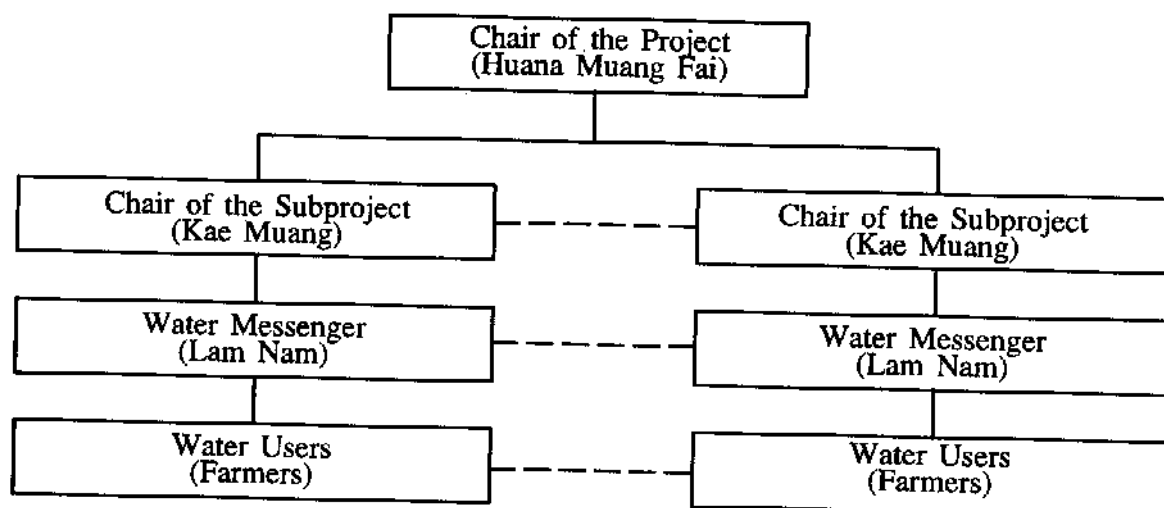 Chair of the Project
(Huana Muang Fai)
Chair of the Subproject
(Kae Muang)
Chair of the Subproject
(Kae Muang)
Water Messenger
(Lam Nam)
Water Messenger
(Lam Nam)
Water Users
(Farmers)
Water Users
(Farmers)